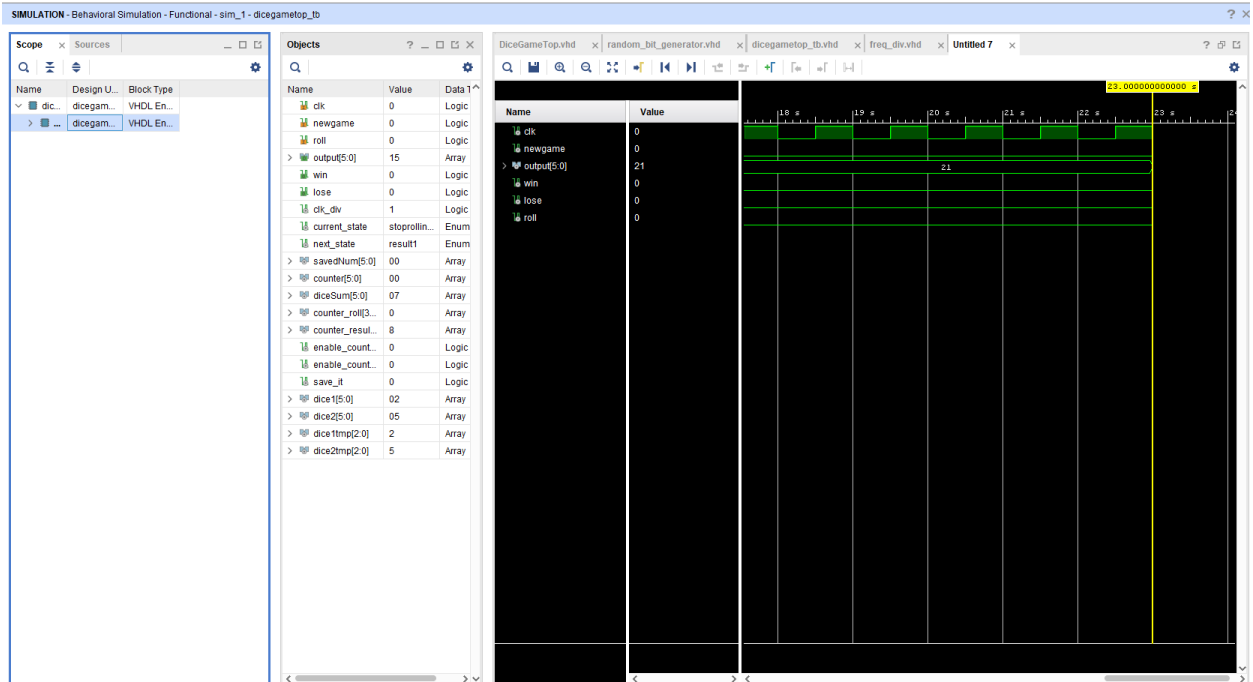 SIMULATION - Behavioral Simulation - Functional - sim_1 - dicegametop_tb
Scope Sources
Name Design U... Block Type
dic... dicegam... VHDL En...
... dicegam... VHDL En...
Objects
Name Value Data T
clk 0 Logic
newgame 0 Logic
roll 0 Logic
output[5:0] 15 Array
win 0 Logic
lose 0 Logic
clk_div 1 Logic
current_state stoprollin... Enum
next_state result1 Enum
savedNum[5:0] 00 Array
counter[5:0] 00 Array
diceSum[5:0] 07 Array
counter_roll[3... 0 Array
counter_resul... 8 Array
enable_count... 0 Logic
enable_count... 0 Logic
save_it 0 Logic
dice1[5:0] 02 Array
dice2[5:0] 05 Array
dice1tmp[2:0] 2 Array
dice2tmp[2:0] 5 Array
DiceGameTop.vhd random_bit_generator.vhd dicegametop_tb.vhd freq_div.vhd Untitled 7
23.000000000000 s
Name Value
18 s 19 s 20 s 21 s 22 s 23 s 24
clk 0
newgame 0
output[5:0] 21 21
win 0
lose 0
roll 0